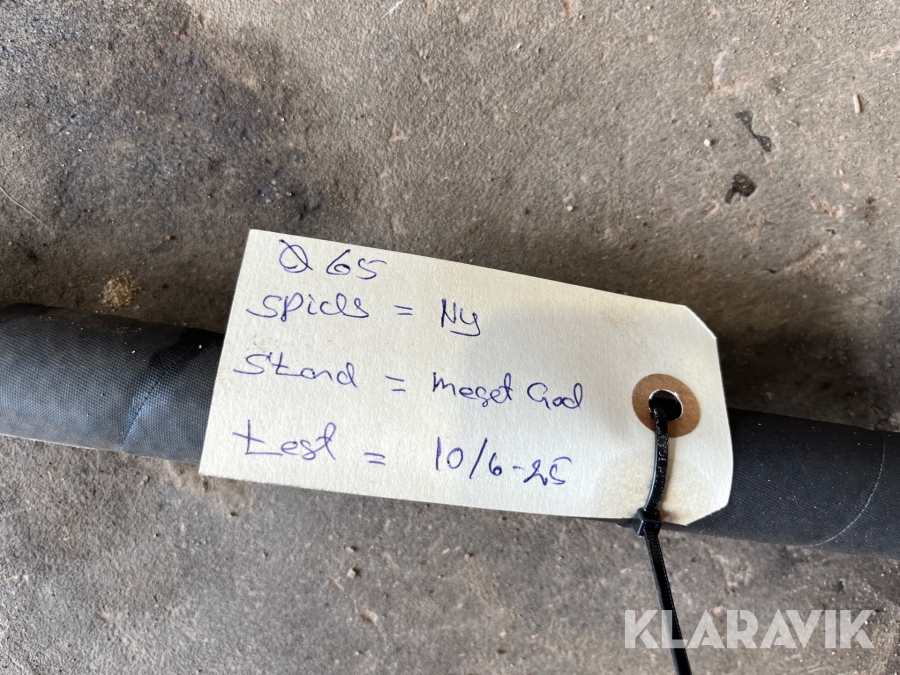 Ø 65
Spids = Ny
Stand = meget God
test = 10/6-25
KLARAVIK